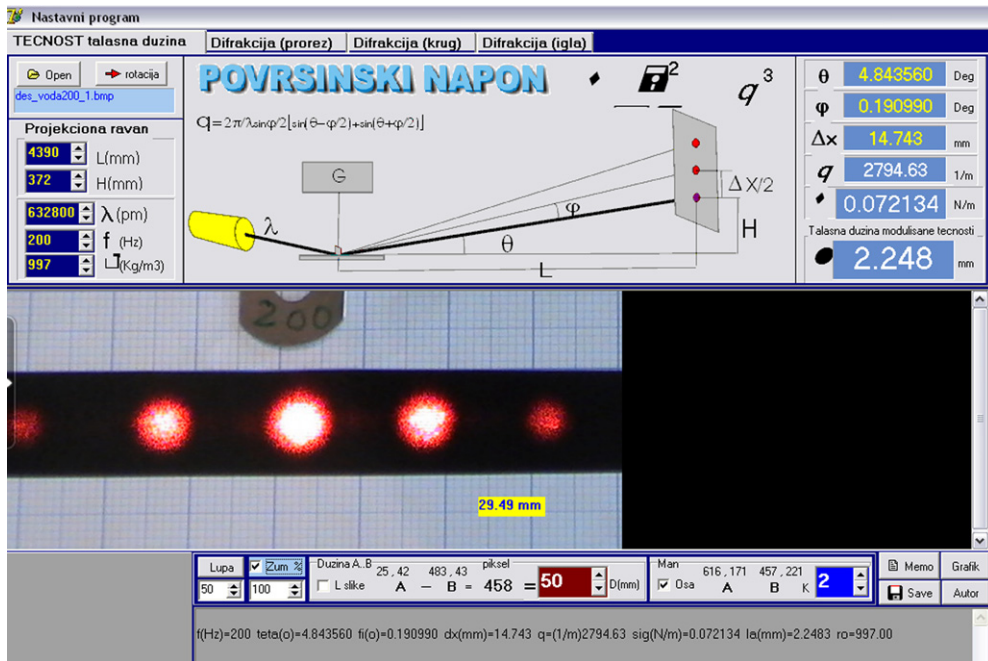 Nastavni program
TECNOST talasna duzina
Difrakcija (prorez)
Difrakcija (krug)
Difrakcija (igla)
Open
rotacija
des_voda200_1.bmp
Projekciona ravan
4390 L(mm)
372 H(mm)
632800 λ(pm)
200 f (Hz)
997 (Kg/m3)
POVRSINSKI NAPON
2
q3
q=2π/λsinφ/2[sin(θ-φ/2)+sin(θ+φ/2)]
G
λ
φ
θ
L
H
ΔX/2
θ 4.843560 Deg
φ 0.190990 Deg
Δx 14.743 mm
q 2794.63 1/m
0.072134 N/m
Talasna duzina modulisane tecnosti
2.248 mm
200
29.49 mm
Lupa
Zum %
50
100
Duzina A..B
25,42 483,43 piksel
L slike A – B = 458 = 50 D(mm)
Man
616,171 457,221
Osa A B K 2
Memo
Grafik
Save
Autor
f(Hz)=200 teta(o)=4.843560 fi(o)=0.190990 dx(mm)=14.743 q=(1/m)2794.63 sig(N/m)=0.072134 la(mm)=2.2483 ro=997.00